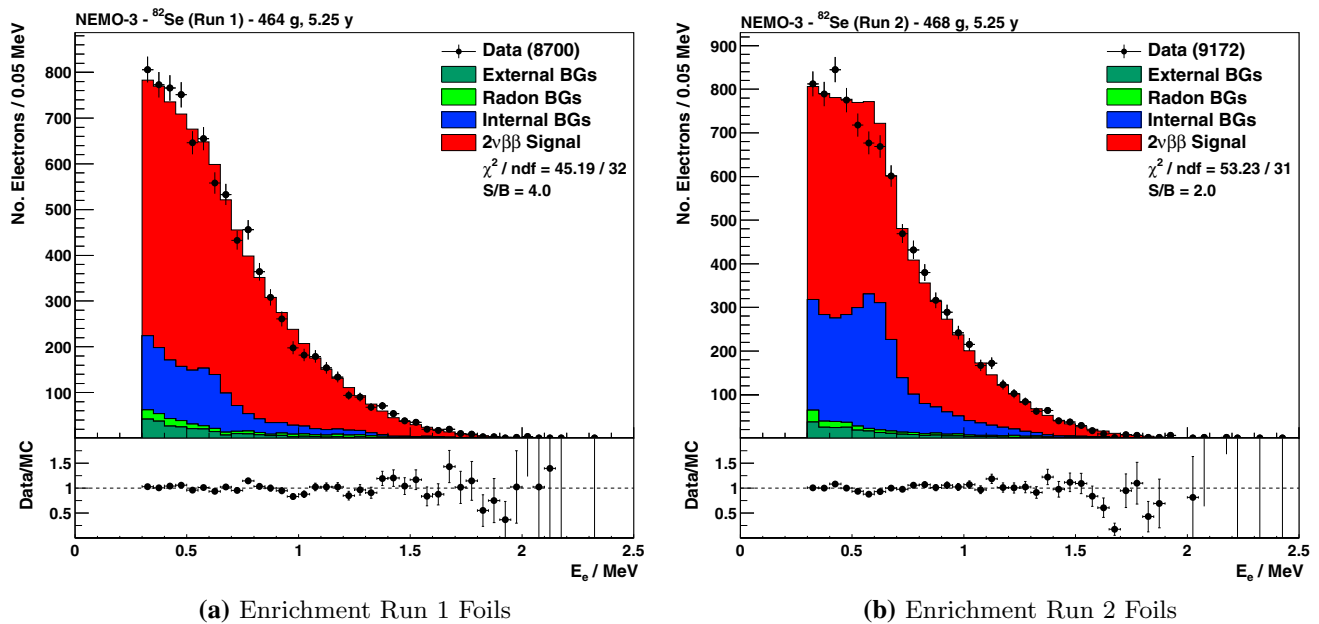 NEMO-3 - ⁸²Se (Run 1) - 464 g, 5.25 y
No. Electrons / 0.05 MeV
800
700
600
500
400
300
200
100
Data (8700)
External BGs
Radon BGs
Internal BGs
2νββ Signal
χ² / ndf = 45.19 / 32
S/B = 4.0
Data/MC
1.5
1
0.5
0 0.5 1 1.5 2 2.5
E_e / MeV
(a) Enrichment Run 1 Foils
NEMO-3 - ⁸²Se (Run 2) - 468 g, 5.25 y
No. Electrons / 0.05 MeV
900
800
700
600
500
400
300
200
100
Data (9172)
External BGs
Radon BGs
Internal BGs
2νββ Signal
χ² / ndf = 53.23 / 31
S/B = 2.0
Data/MC
1.5
1
0.5
0 0.5 1 1.5 2 2.5
E_e / MeV
(b) Enrichment Run 2 Foils